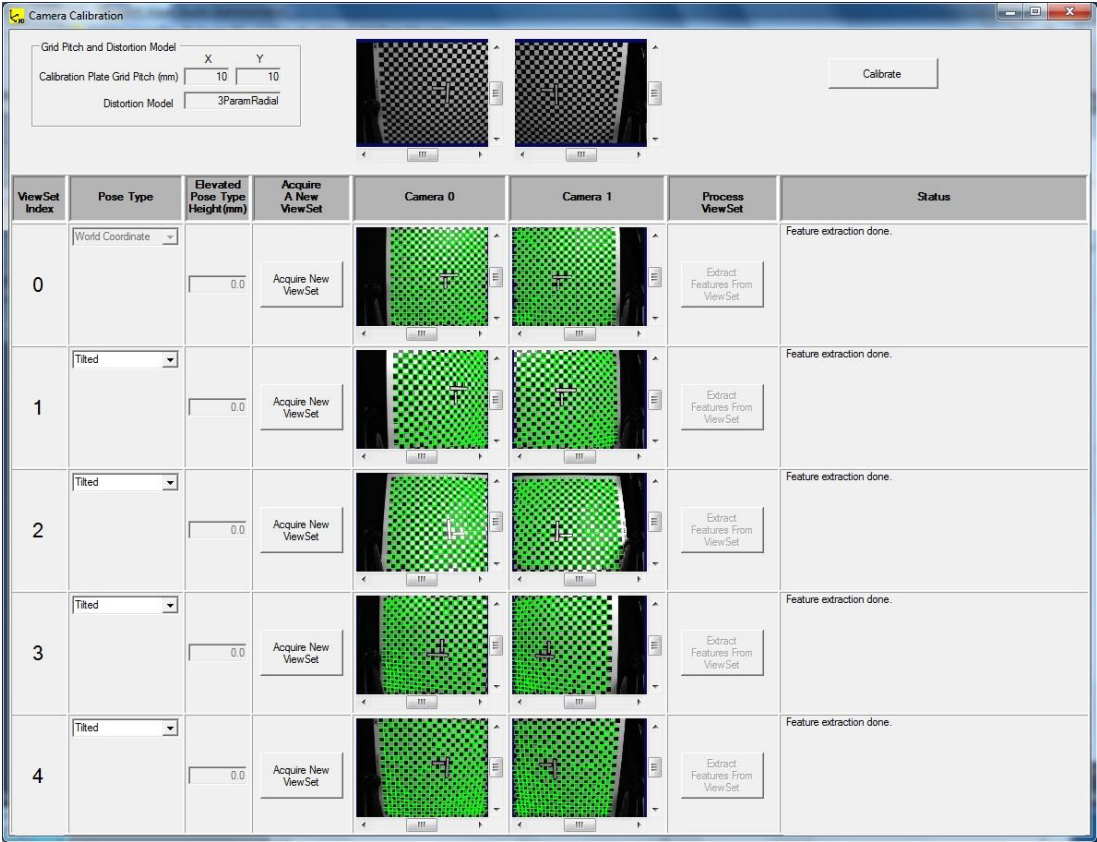 Camera Calibration
Grid Pitch and Distortion Model
X Y
Calibration Plate Grid Pitch (mm) 10 10
Distortion Model 3ParamRadial
Calibrate
ViewSet Index
Pose Type
Elevated Pose Type Height(mm)
Acquire A New ViewSet
Camera 0
Camera 1
Process ViewSet
Status
0
World Coordinate
0.0
Acquire New
ViewSet
Extract
Features From
ViewSet
Feature extraction done.
1
Tilted
0.0
Acquire New
ViewSet
Extract
Features From
ViewSet
Feature extraction done.
2
Tilted
0.0
Acquire New
ViewSet
Extract
Features From
ViewSet
Feature extraction done.
3
Tilted
0.0
Acquire New
ViewSet
Extract
Features From
ViewSet
Feature extraction done.
4
Tilted
0.0
Acquire New
ViewSet
Extract
Features From
ViewSet
Feature extraction done.